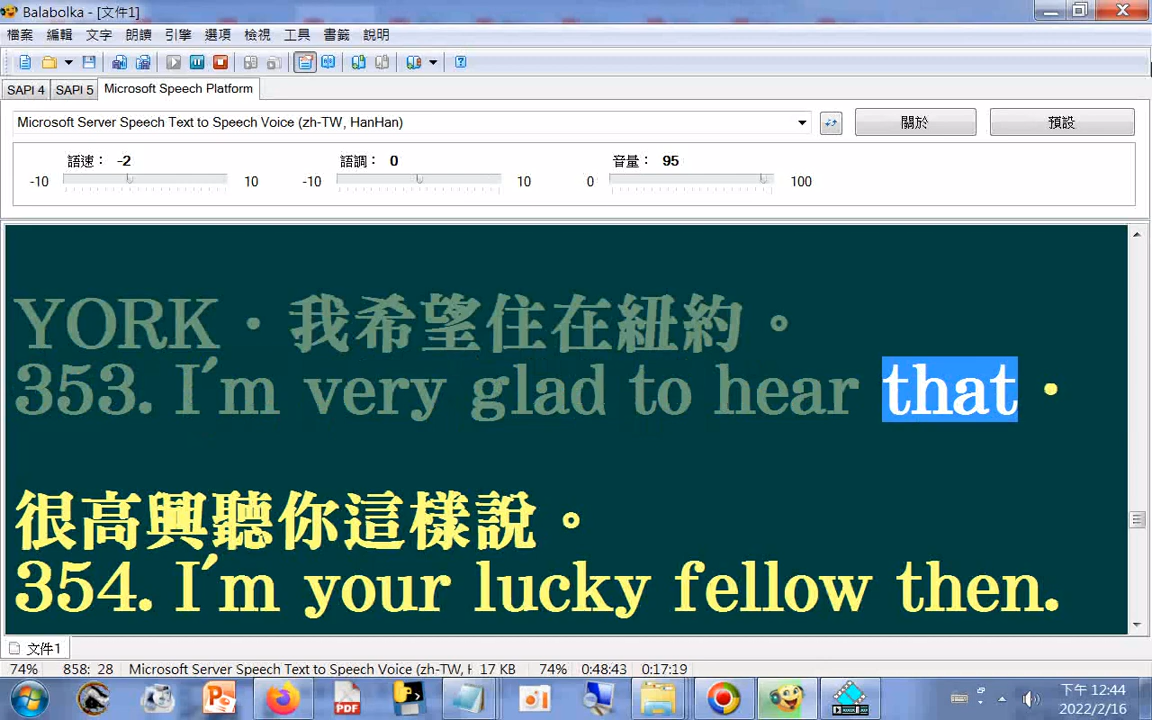 Balabolka - [文件1]
檔案 編輯 文字 朗讀 引擎 選項 檢視 工具 書籤 說明
SAPI 4 SAPI 5 Microsoft Speech Platform
Microsoft Server Speech Text to Speech Voice (zh-TW, HanHan) 關於 預設
語速： -2 語調： 0 音量： 95
-10 10 -10 10 0 100
YORK．我希望住在紐約。
353. I'm very glad to hear that．
很高興聽你這樣說。
354. I'm your lucky fellow then.
文件1
74% 858: 28 Microsoft Server Speech Text to Speech Voice (zh-TW, 17 KB 74% 0:48:43 0:17:19
PDF
下午 12:44
2022/2/16